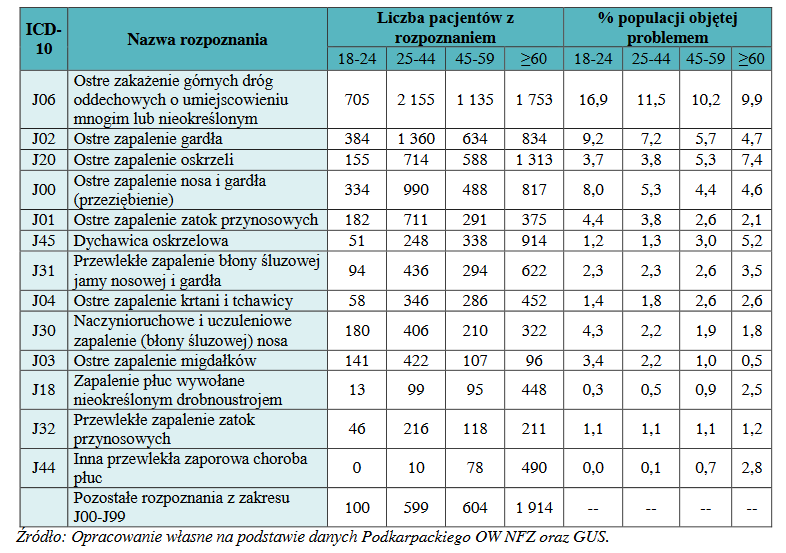 ICD-10 Nazwa rozpoznania Liczba pacjentów z rozpoznaniem % populacji objętej problemem
18-24 25-44 45-59 ≥60 18-24 25-44 45-59 ≥60
J06 Ostre zakażenie górnych dróg oddechowych o umiejscowieniu mnogim lub nieokreślonym 705 2 155 1 135 1 753 16,9 11,5 10,2 9,9
J02 Ostre zapalenie gardła 384 1 360 634 834 9,2 7,2 5,7 4,7
J20 Ostre zapalenie oskrzeli 155 714 588 1 313 3,7 3,8 5,3 7,4
J00 Ostre zapalenie nosa i gardła (przeziębienie) 334 990 488 817 8,0 5,3 4,4 4,6
J01 Ostre zapalenie zatok przynosowych 182 711 291 375 4,4 3,8 2,6 2,1
J45 Dychawica oskrzelowa 51 248 338 914 1,2 1,3 3,0 5,2
J31 Przewlekłe zapalenie błony śluzowej jamy nosowej i gardła 94 436 294 622 2,3 2,3 2,6 3,5
J04 Ostre zapalenie krtani i tchawicy 58 346 286 452 1,4 1,8 2,6 2,6
J30 Naczynioruchowe i uczuleniowe zapalenie (błony śluzowej) nosa 180 406 210 322 4,3 2,2 1,9 1,8
J03 Ostre zapalenie migdałków 141 422 107 96 3,4 2,2 1,0 0,5
J18 Zapalenie płuc wywołane nieokreślonym drobnoustrojem 13 99 95 448 0,3 0,5 0,9 2,5
J32 Przewlekłe zapalenie zatok przynosowych 46 216 118 211 1,1 1,1 1,1 1,2
J44 Inna przewlekła zaporowa choroba płuc 0 10 78 490 0,0 0,1 0,7 2,8
Pozostałe rozpoznania z zakresu J00-J99 100 599 604 1 914 -- -- -- --
Źródło: Opracowanie własne na podstawie danych Podkarpackiego OW NFZ oraz GUS.